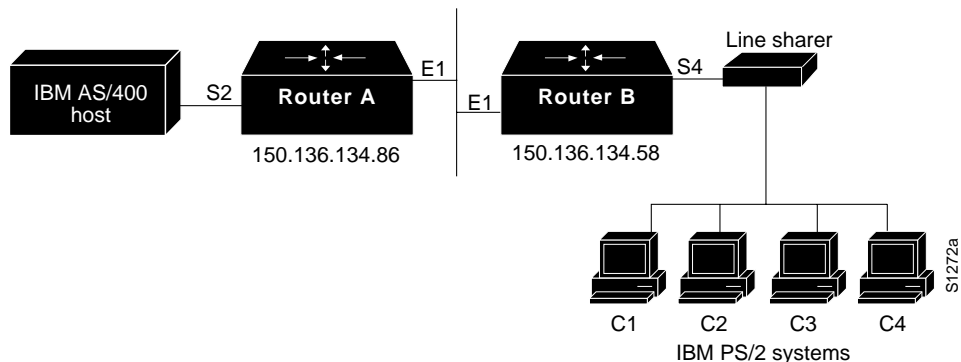 Line sharer
E1
S4
IBM AS/400
host
S2
Router A
E1
Router B
150.136.134.86
150.136.134.58
S1272a
C1
C2
C3
C4
IBM PS/2 systems